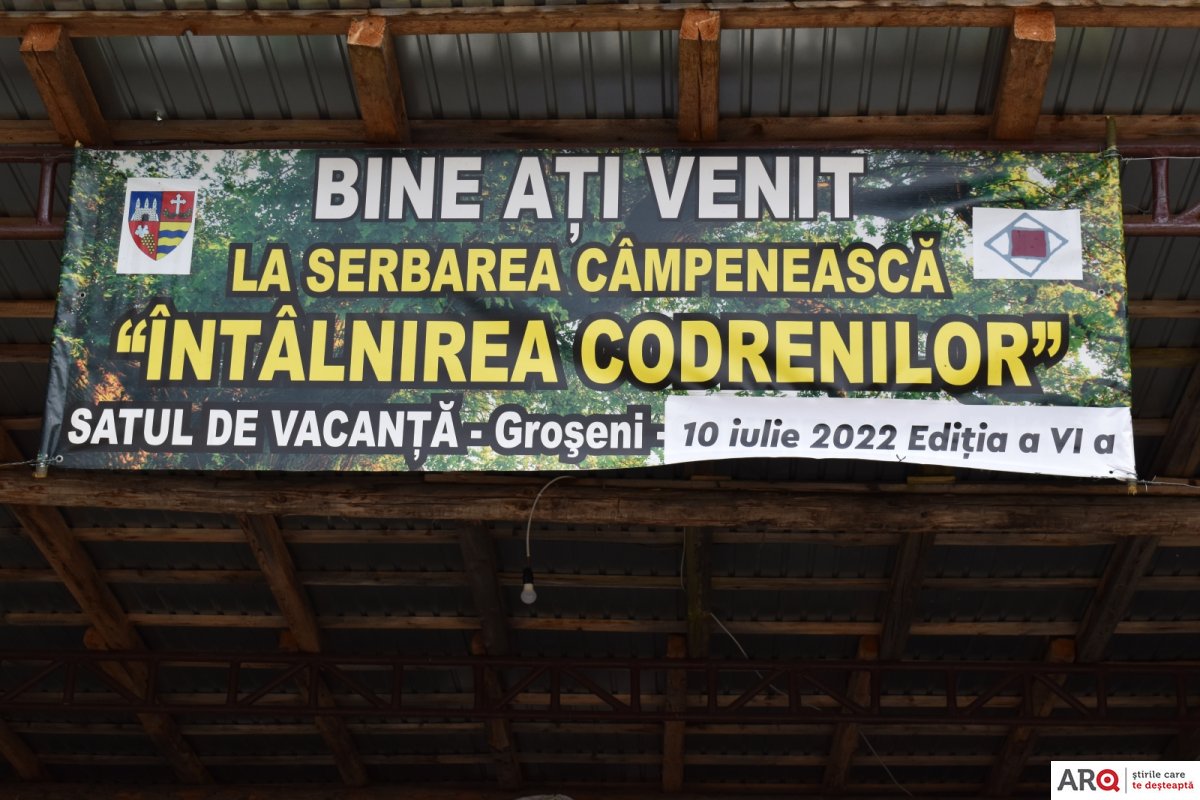 BINE AȚI VENIT
LA SERBAREA CÂMPENEASCĂ
“ÎNTÂLNIREA CODRENILOR”
SATUL DE VACANȚĂ - Groşeni - 10 iulie 2022 Ediția a VI a
ARQ știrile care
te deșteaptă